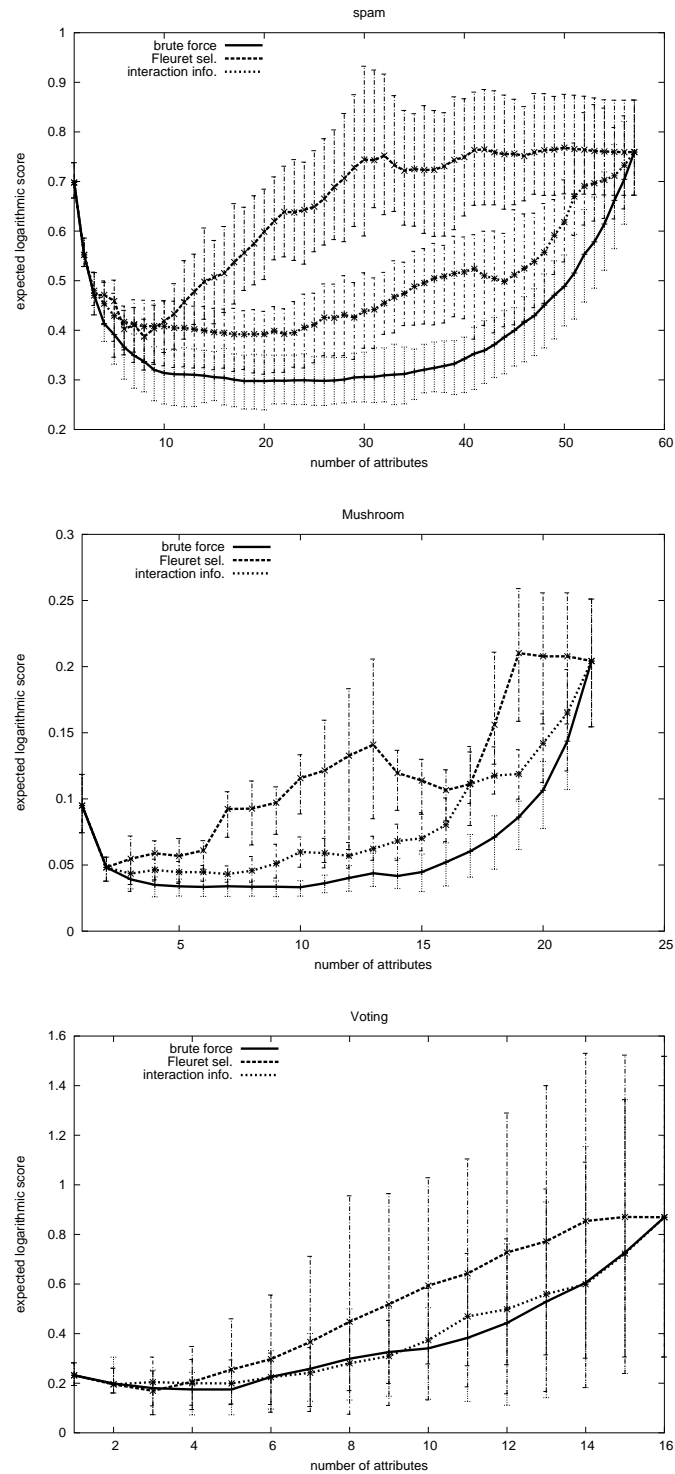 spam
brute force
Fleuret sel.
interaction info.
expected logarithmic score
1
0.9
0.8
0.7
0.6
0.5
0.4
0.3
0.2
10 20 30 40 50 60
number of attributes
Mushroom
brute force
Fleuret sel.
interaction info.
expected logarithmic score
0.3
0.25
0.2
0.15
0.1
0.05
0
5 10 15 20 25
number of attributes
Voting
brute force
Fleuret sel.
interaction info.
expected logarithmic score
1.6
1.4
1.2
1
0.8
0.6
0.4
0.2
0
2 4 6 8 10 12 14 16
number of attributes